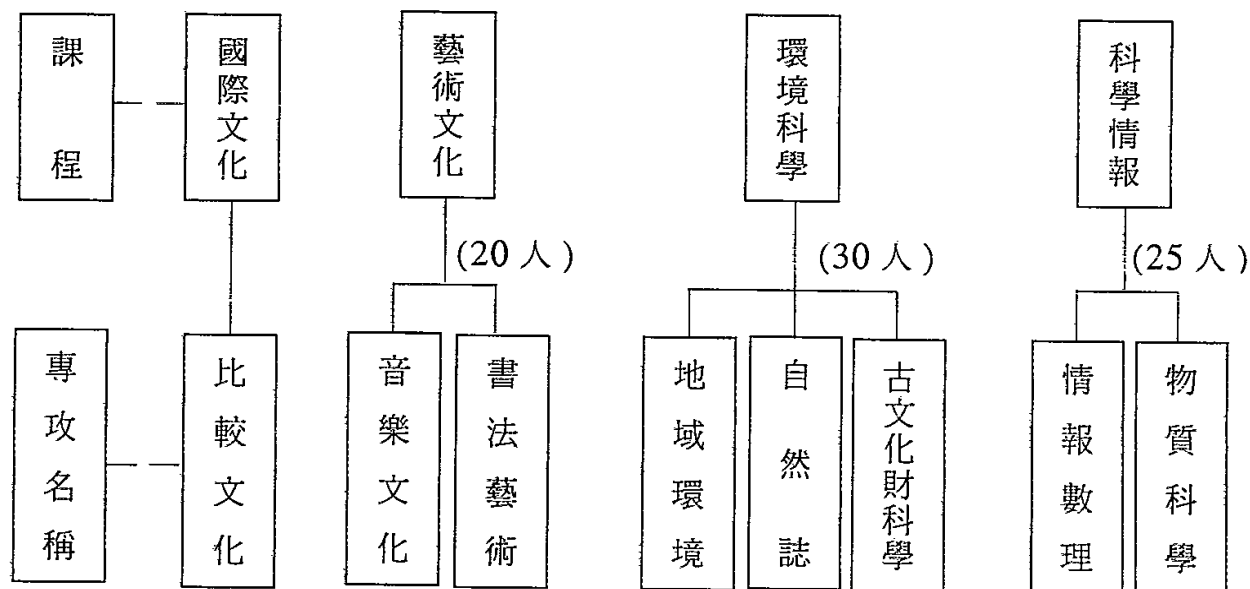 課程
國際文化
藝術文化
環境科學
科學情報
(20人)
(30人)
(25人)
專攻名稱
比較文化
音樂文化
書法藝術
地域環境
自然誌
古文化財科學
情報數理
物質科學